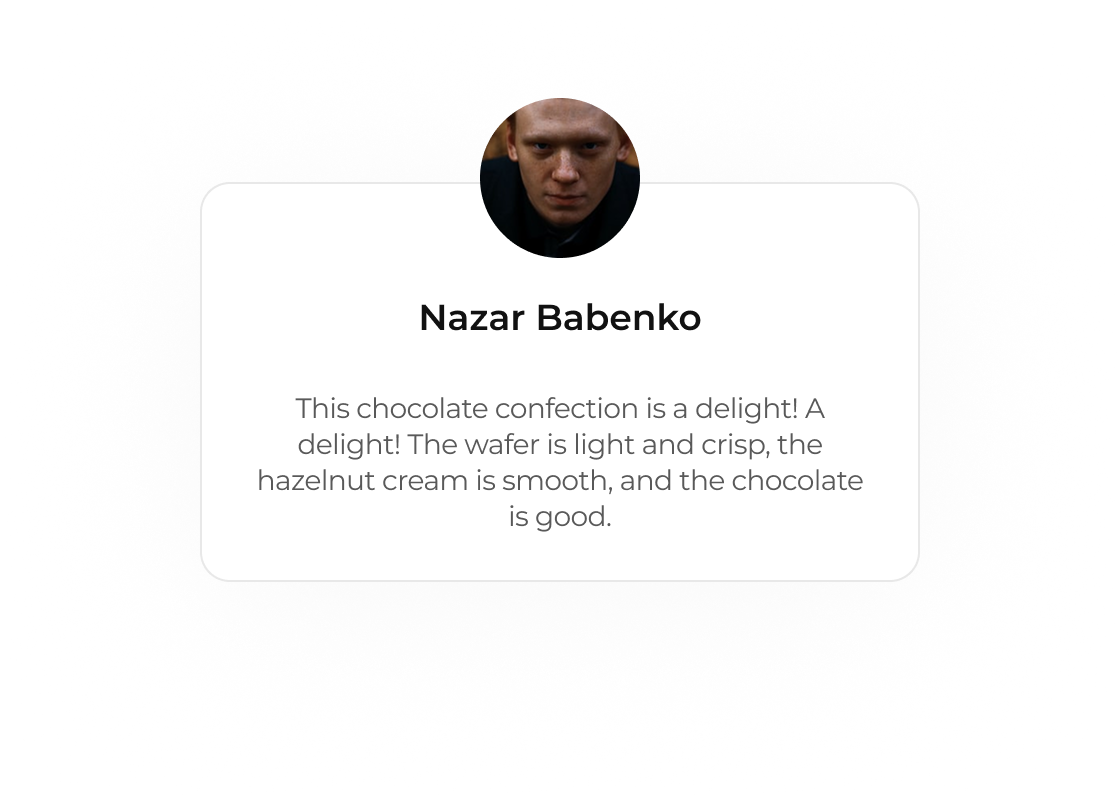 Nazar Babenko
This chocolate confection is a delight! A
delight! The wafer is light and crisp, the
hazelnut cream is smooth, and the chocolate
is good.